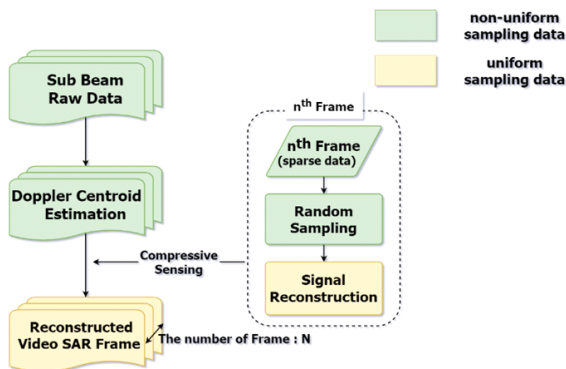 non-uniform
sampling data
uniform
sampling data
Sub Beam
Raw Data
Doppler Centroid
Estimation
Compressive
Sensing
Reconstructed
Video SAR Frame
The number of Frame : N
nth Frame
nth Frame
(sparse data)
Random
Sampling
Signal
Reconstruction